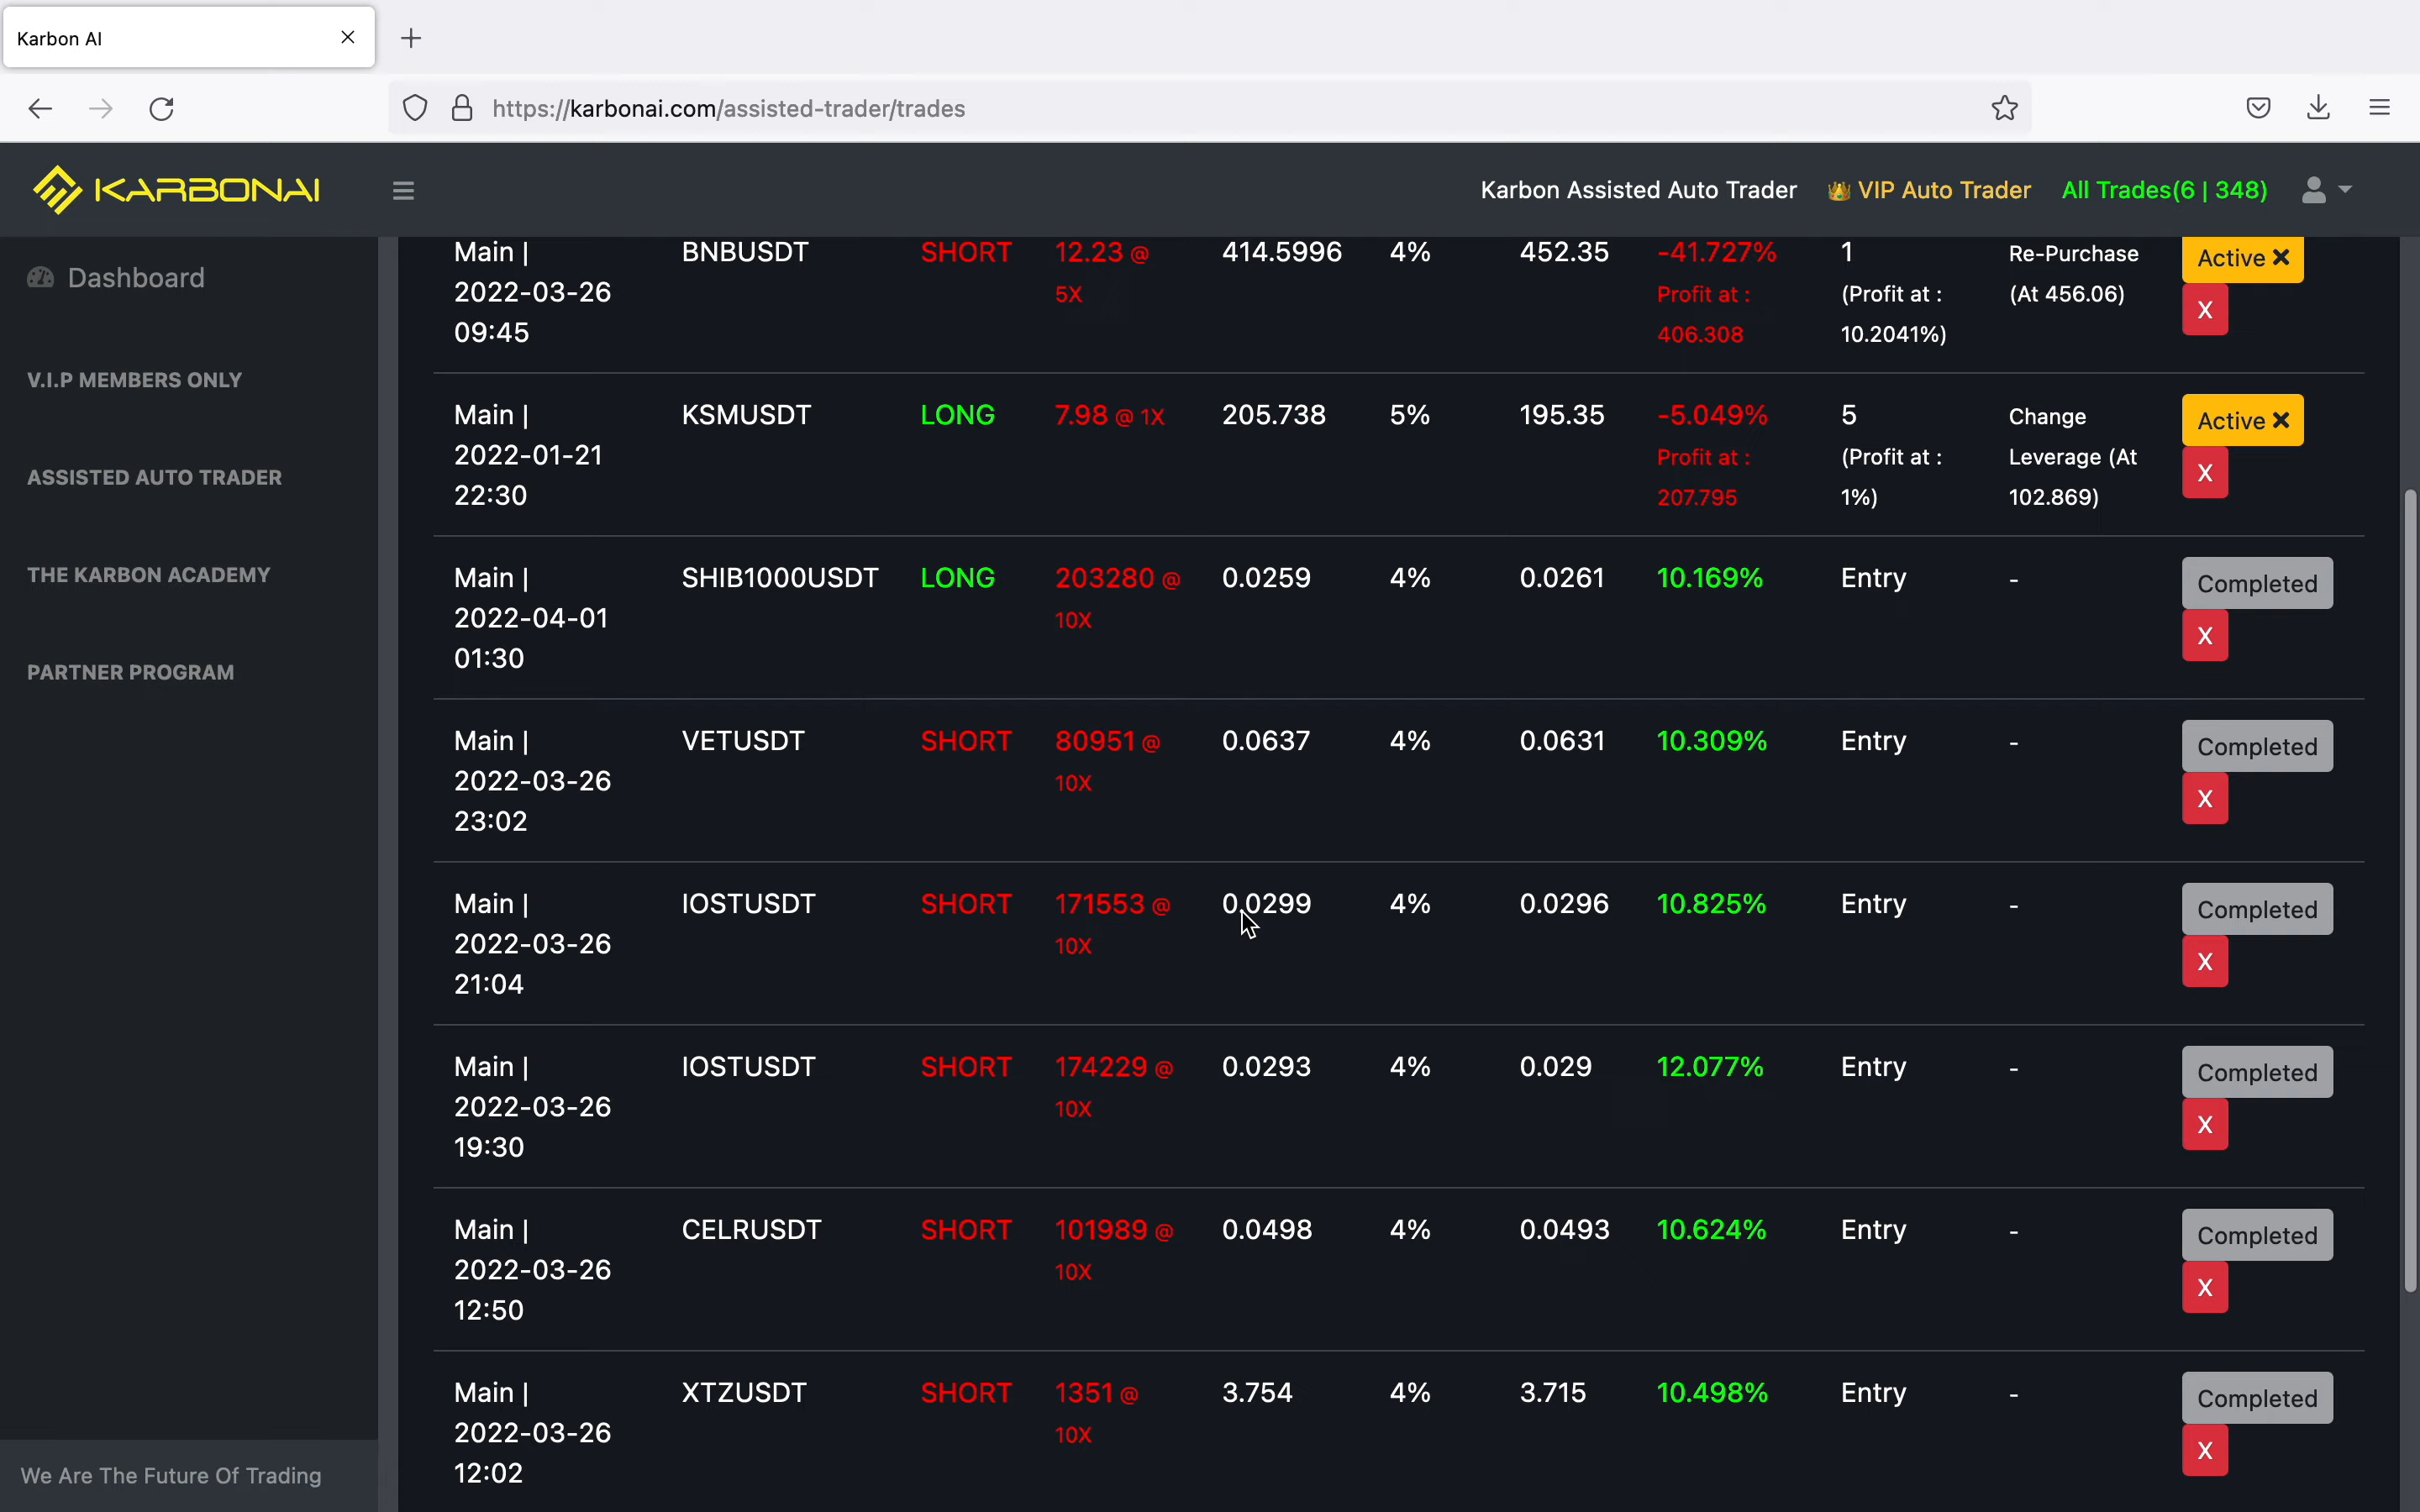 Karbon AI
https://karbonai.com/assisted-trader/trades
KARBONAI
Karbon Assisted Auto Trader
VIP Auto Trader
All Trades(6 | 348)
Dashboard
V.I.P MEMBERS ONLY
ASSISTED AUTO TRADER
THE KARBON ACADEMY
PARTNER PROGRAM
We Are The Future Of Trading
Main | BNBUSDT SHORT 12.23 @ 414.5996 4% 452.35 -41.727% 1 Re-Purchase Active ×
2022-03-26 5X Profit at : (Profit at : (At 456.06) X
09:45 406.308 10.2041%)
Main | KSMUSDT LONG 7.98 @ 1X 205.738 5% 195.35 -5.049% 5 Change Active ×
2022-01-21 Profit at : (Profit at : Leverage (At X
22:30 207.795 1%) 102.869)
Main | SHIB1000USDT LONG 203280 @ 0.0259 4% 0.0261 10.169% Entry - Completed
2022-04-01 10X X
01:30
Main | VETUSDT SHORT 80951 @ 0.0637 4% 0.0631 10.309% Entry - Completed
2022-03-26 10X X
23:02
Main | IOSTUSDT SHORT 171553 @ 0.0299 4% 0.0296 10.825% Entry - Completed
2022-03-26 10X X
21:04
Main | IOSTUSDT SHORT 174229 @ 0.0293 4% 0.029 12.077% Entry - Completed
2022-03-26 10X X
19:30
Main | CELRUSDT SHORT 101989 @ 0.0498 4% 0.0493 10.624% Entry - Completed
2022-03-26 10X X
12:50
Main | XTZUSDT SHORT 1351 @ 3.754 4% 3.715 10.498% Entry - Completed
2022-03-26 10X X
12:02